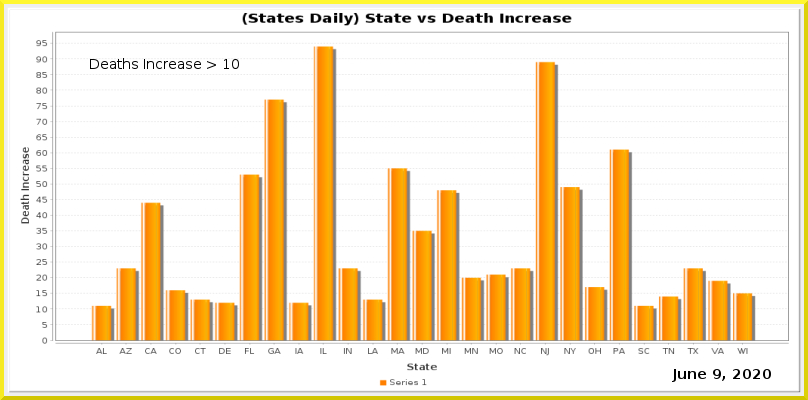 (States Daily) State vs Death Increase
Deaths Increase > 10
95
90
85
80
75
70
65
60
55
50
45
40
35
30
25
20
15
10
5
0
Death Increase
AL AZ CA CO CT DE FL GA IA IL IN LA MA MD MI MN MO NC NJ NY OH PA SC TN TX VA WI
State
Series 1
June 9, 2020